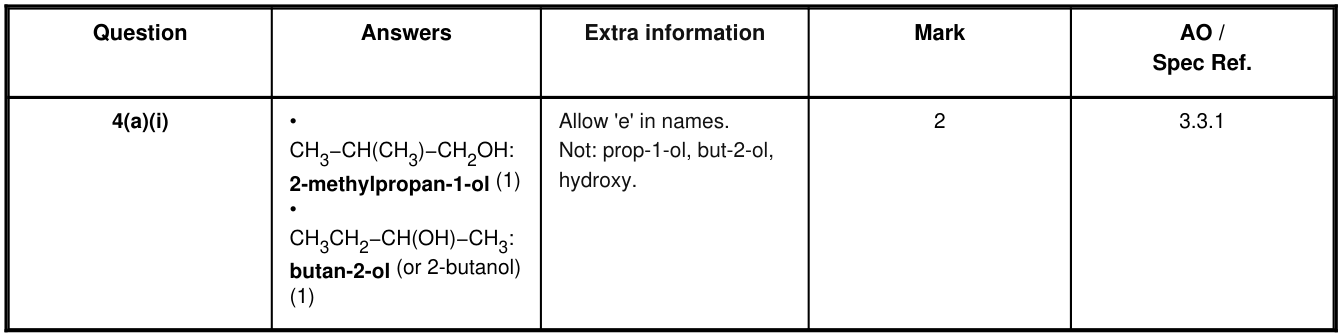 Question Answers Extra information Mark AO /
Spec Ref.
4(a)(i) • Allow 'e' in names. 2 3.3.1
CH₃–CH(CH₃)–CH₂OH: Not: prop-1-ol, but-2-ol,
2-methylpropan-1-ol (1) hydroxy.
•
CH₃CH₂–CH(OH)–CH₃:
butan-2-ol (or 2-butanol)
(1)